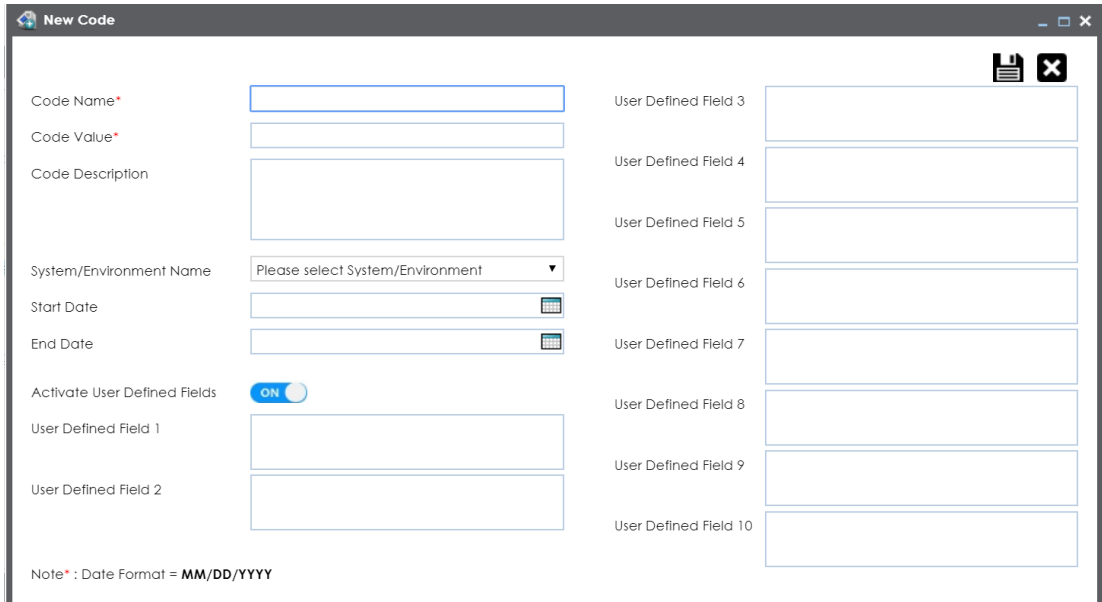 New Code
Code Name*
Code Value*
Code Description
System/Environment Name
Please select System/Environment
Start Date
End Date
Activate User Defined Fields
ON
User Defined Field 1
User Defined Field 2
User Defined Field 3
User Defined Field 4
User Defined Field 5
User Defined Field 6
User Defined Field 7
User Defined Field 8
User Defined Field 9
User Defined Field 10
Note* : Date Format = MM/DD/YYYY